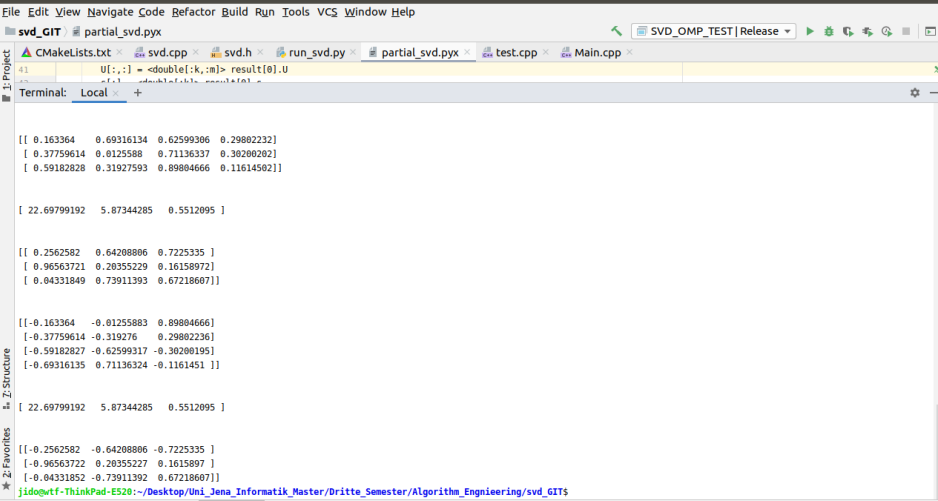 File Edit View Navigate Code Refactor Build Run Tools VCS Window Help
svd_GIT partial_svd.pyx SVD_OMP_TEST | Release
CMakeLists.txt svd.cpp svd.h run_svd.py partial_svd.pyx test.cpp Main.cpp
1: Project
41 U[:,:] = <double[:k,:m]> result[0].U
Terminal: Local +
[[ 0.163364 0.69316134 0.62599306 0.29802232]
[ 0.37759614 0.0125588 0.71136337 0.30200202]
[ 0.59182828 0.31927593 0.89804666 0.11614502]]
[ 22.69799192 5.87344285 0.5512095 ]
[[ 0.2562582 0.64208806 0.7225335 ]
[ 0.96563721 0.20355229 0.16158972]
[ 0.04331849 0.73911393 0.67218607]]
[[-0.163364 -0.01255883 0.89804666]
[-0.37759614 -0.319276 0.29802236]
[-0.59182827 -0.62599317 -0.30200195]
[-0.69316135 0.71136324 -0.1161451 ]]
[ 22.69799192 5.87344285 0.5512095 ]
[[-0.2562582 -0.64208806 -0.7225335 ]
[-0.96563722 0.20355227 0.1615897 ]
[-0.04331852 -0.73911392 0.67218607]]
jido@wtf-ThinkPad-E520:~/Desktop/Uni_Jena_Informatik_Master/Dritte_Semester/Algorithm_Engnieering/svd_GIT$
Z: Structure
2: Favorites